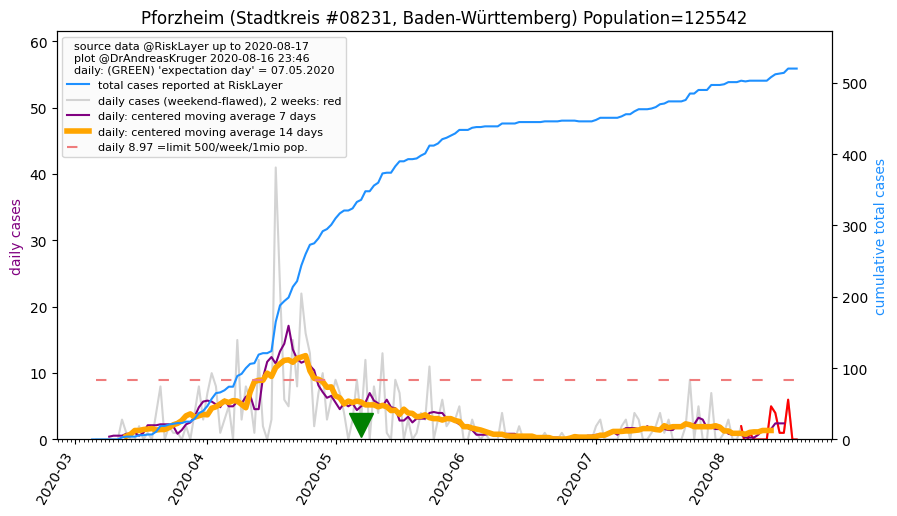 Pforzheim (Stadtkreis #08231, Baden-Württemberg) Population=125542
source data @RiskLayer up to 2020-08-17
plot @DrAndreasKruger 2020-08-16 23:46
daily: (GREEN) 'expectation day' = 07.05.2020
total cases reported at RiskLayer
daily cases (weekend-flawed), 2 weeks: red
daily: centered moving average 7 days
daily: centered moving average 14 days
daily 8.97 =limit 500/week/1mio pop.
daily cases
60
50
40
30
20
10
0
cumulative total cases
500
400
300
200
100
0
2020-03
2020-04
2020-05
2020-06
2020-07
2020-08